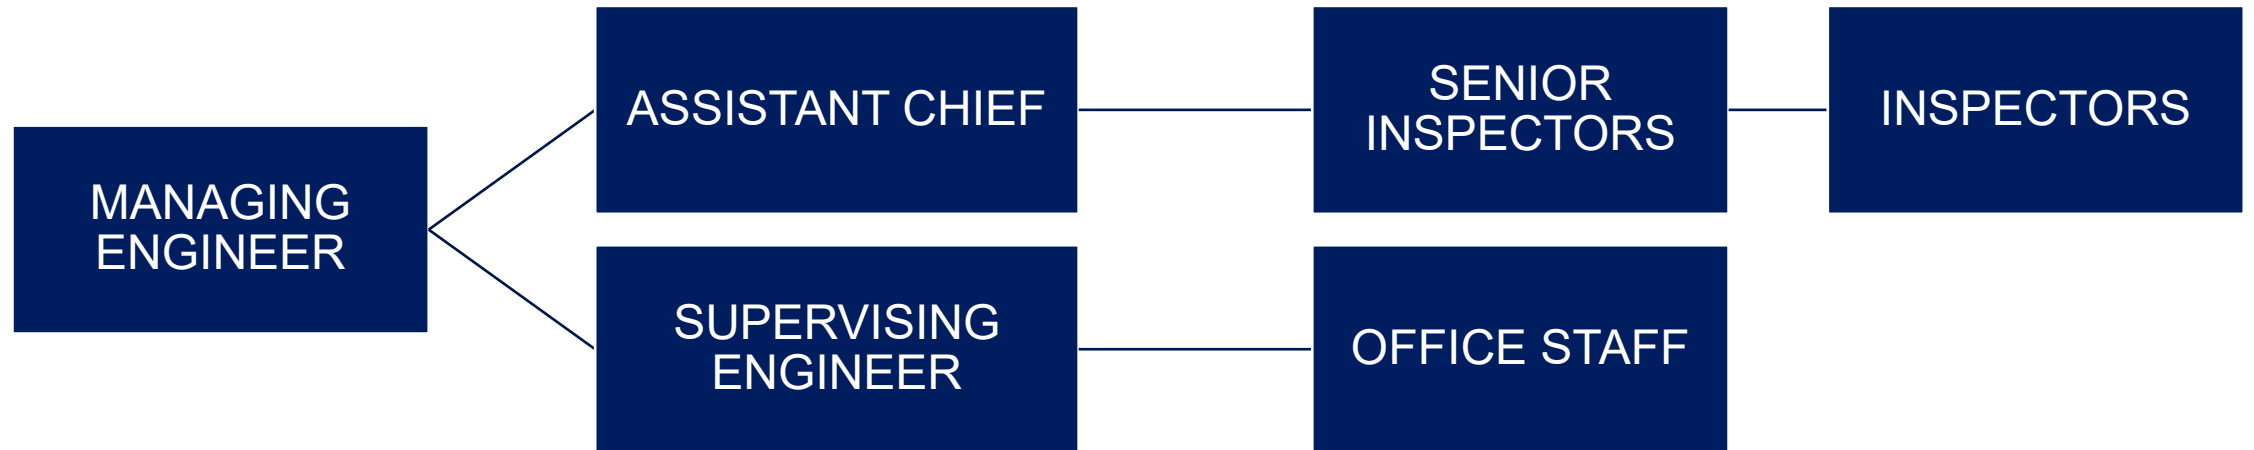 MANAGING
ENGINEER
ASSISTANT CHIEF
SENIOR
INSPECTORS
INSPECTORS
SUPERVISING
ENGINEER
OFFICE STAFF